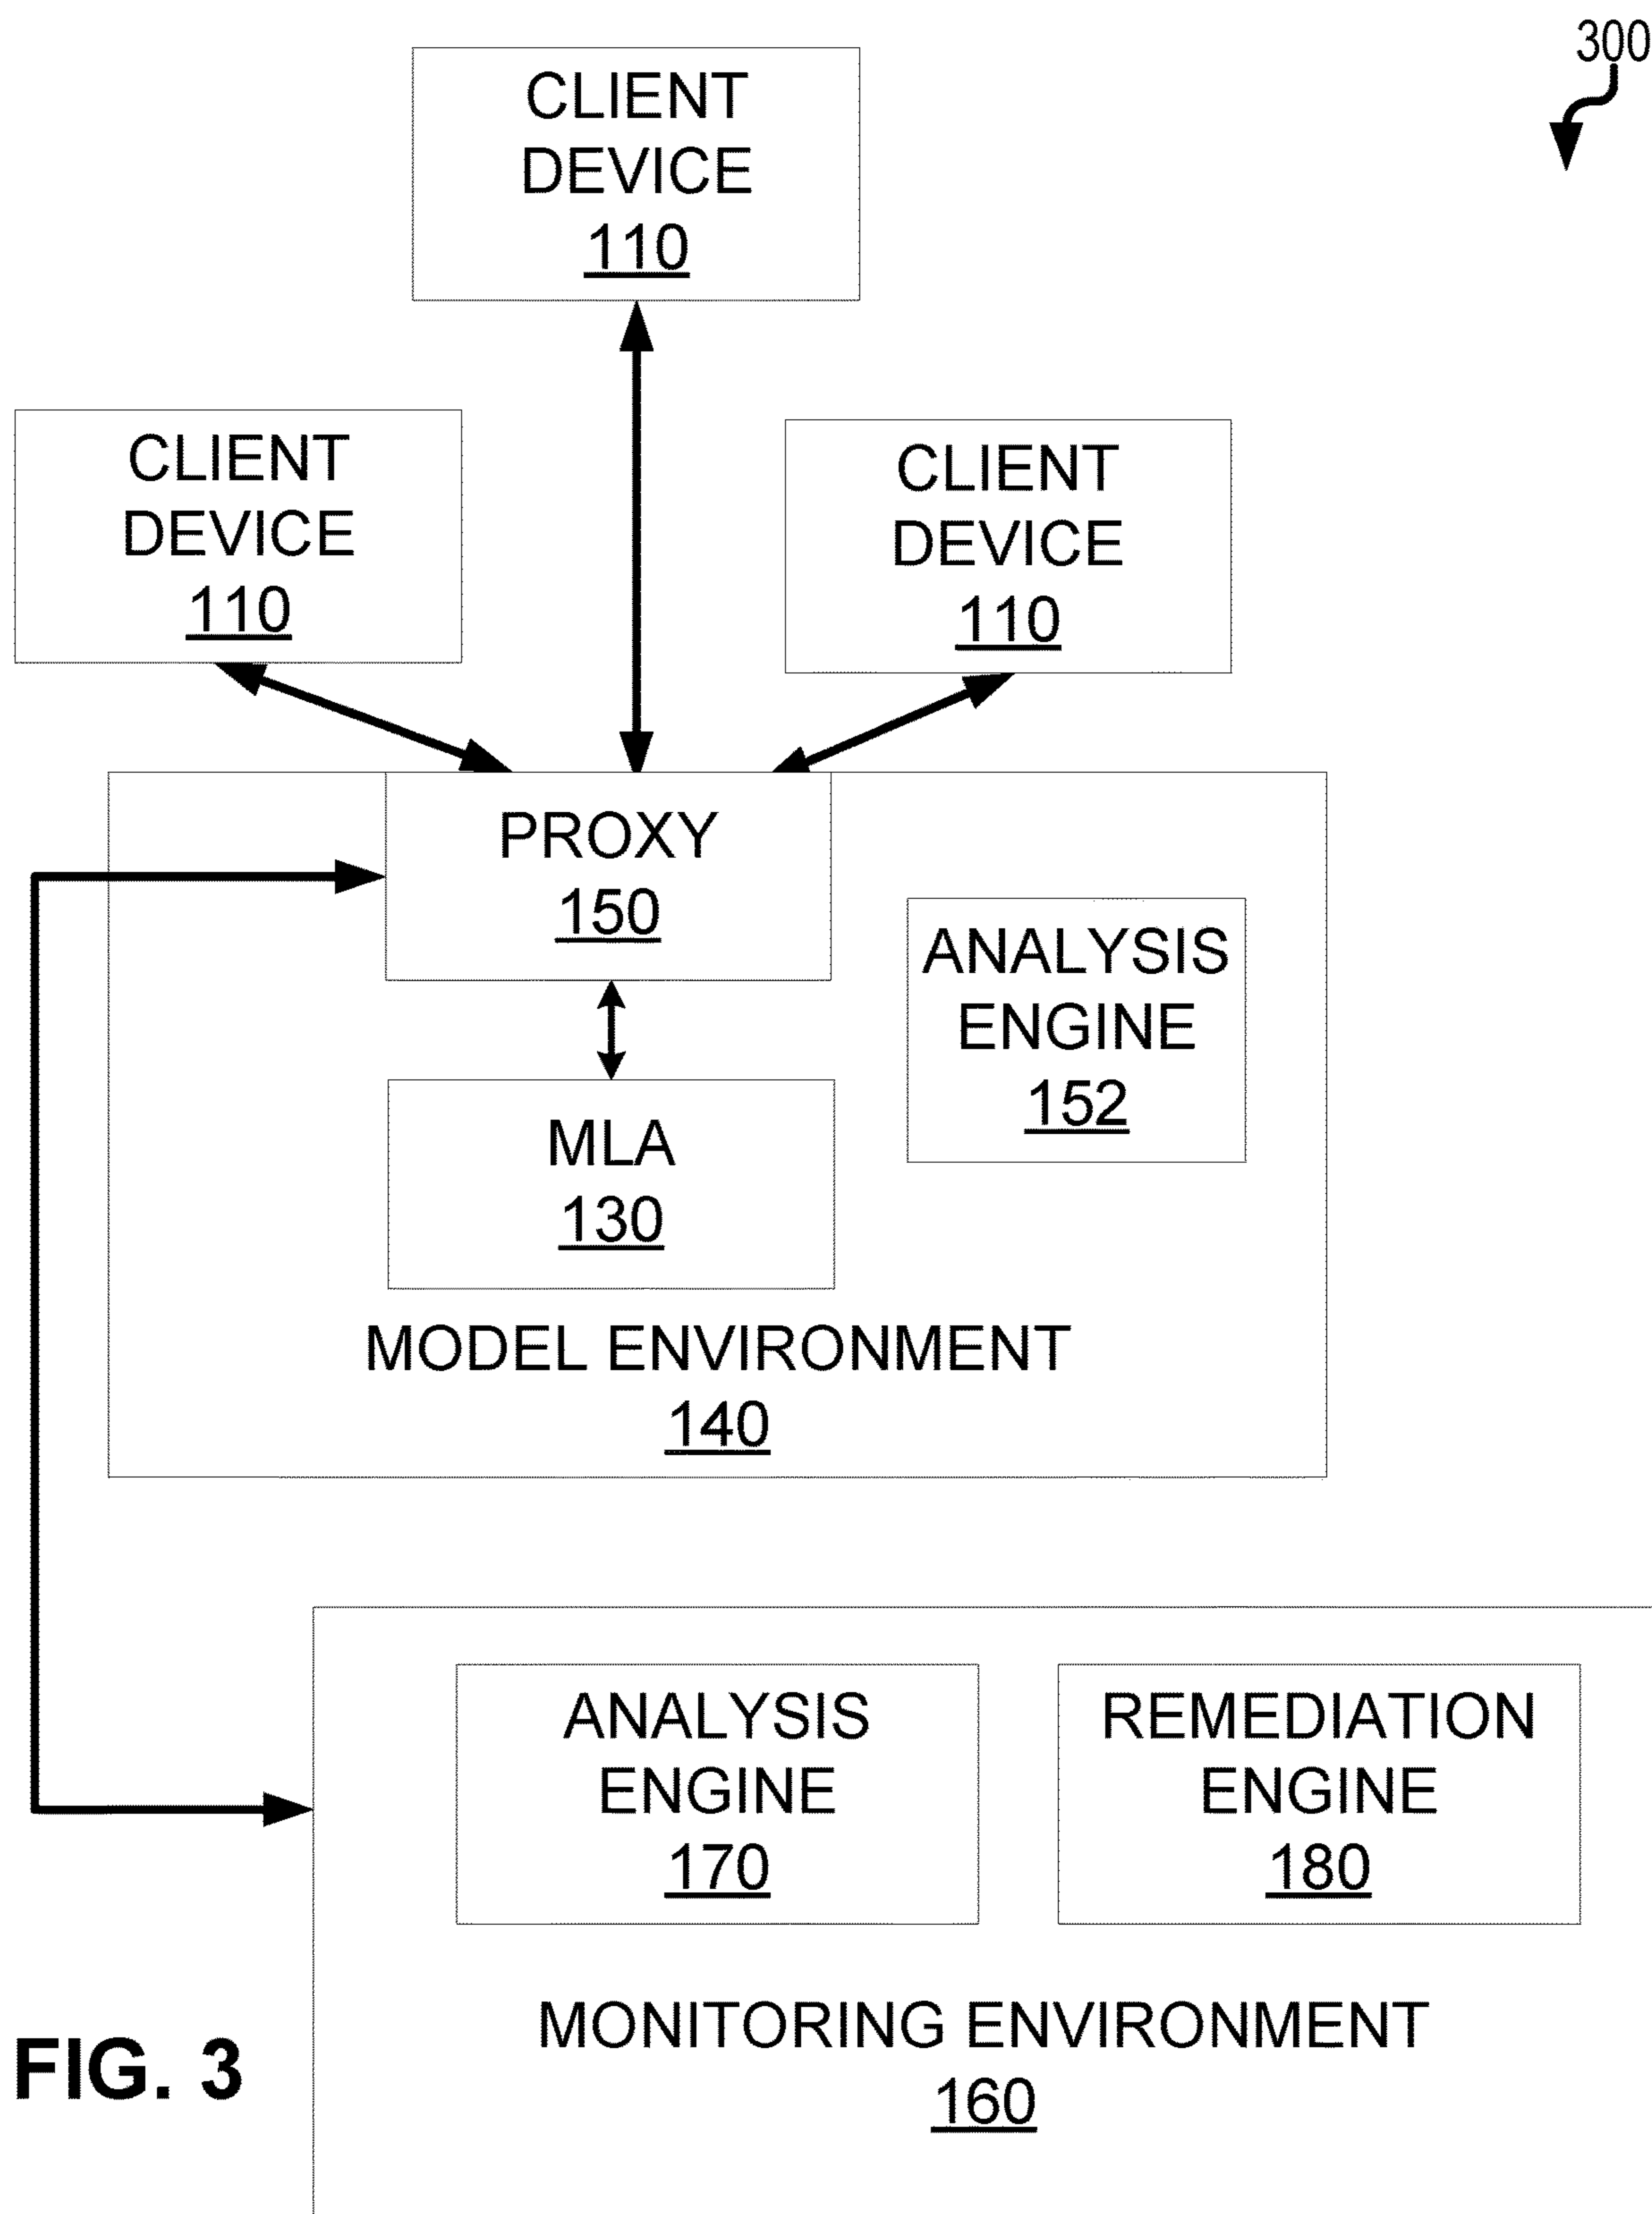 300
CLIENT
DEVICE
110
CLIENT
DEVICE
110
CLIENT
DEVICE
110
PROXY
150
ANALYSIS
ENGINE
152
MLA
130
MODEL ENVIRONMENT
140
ANALYSIS
ENGINE
170
REMEDIATION
ENGINE
180
MONITORING ENVIRONMENT
160
FIG. 3